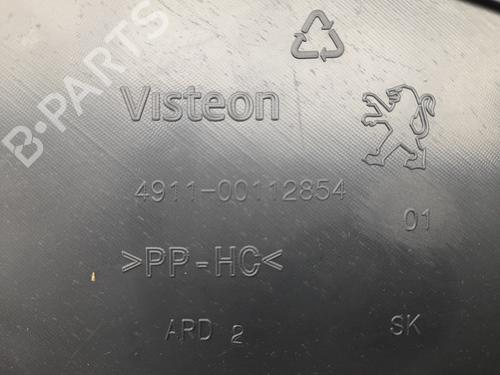 B-PARTS
Visteon
4911-00112854
01
>PP-HC<
ARD 2
SK